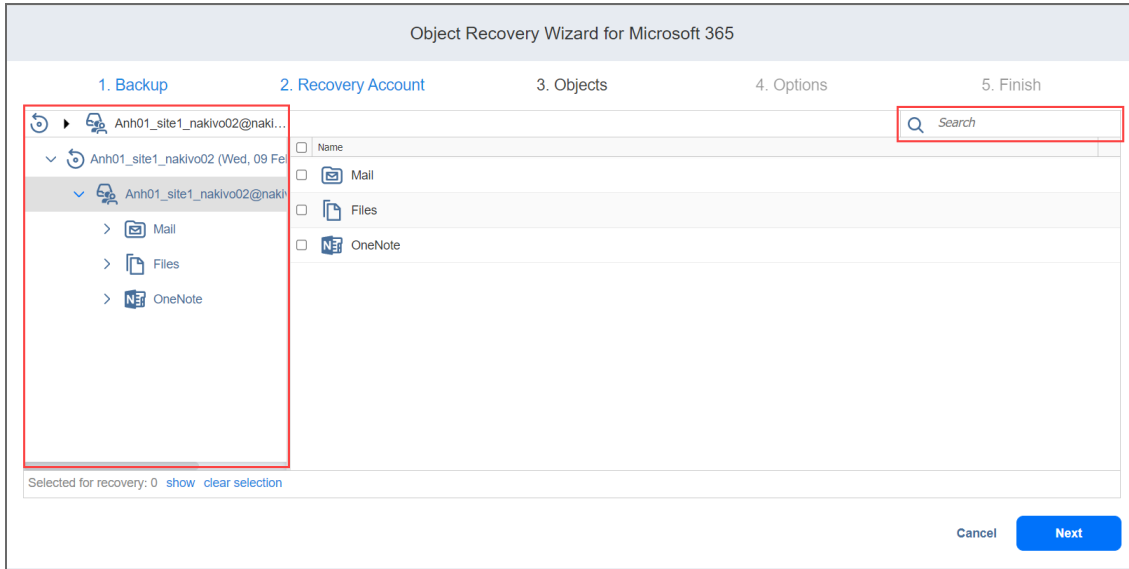 Object Recovery Wizard for Microsoft 365
1. Backup 2. Recovery Account 3. Objects 4. Options 5. Finish
Anh01_site1_nakivo02@naki... Search
Anh01_site1_nakivo02 (Wed, 09 Fel
Anh01_site1_nakivo02@naki
Mail
Files
OneNote
Name
Mail
Files
OneNote
Selected for recovery: 0 show clear selection
Cancel Next